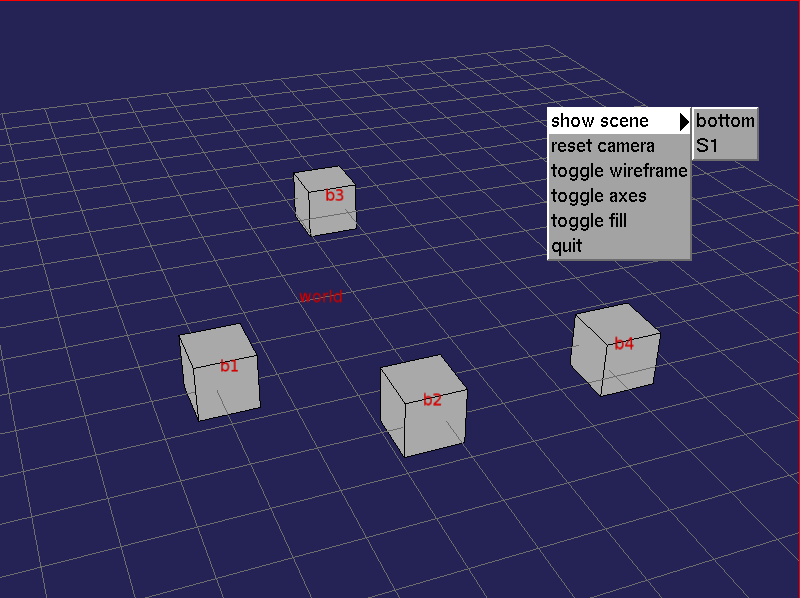 show scene
bottom
reset camera
S1
toggle wireframe
toggle axes
toggle fill
quit
b3
world
b1
b4
b2